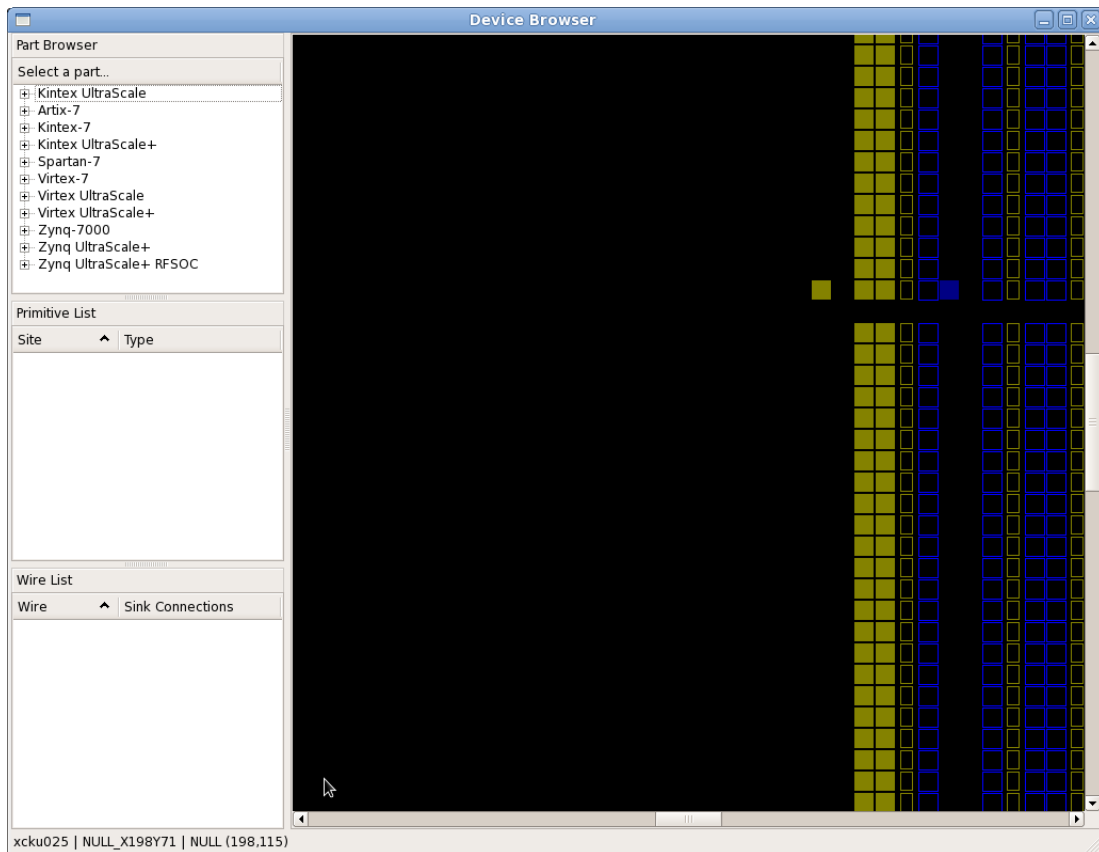 Device Browser
Part Browser
Select a part...
Kintex UltraScale
Artix-7
Kintex-7
Kintex UltraScale+
Spartan-7
Virtex-7
Virtex UltraScale
Virtex UltraScale+
Zynq-7000
Zynq UltraScale+
Zynq UltraScale+ RFSOC
Primitive List
Site Type
Wire List
Wire Sink Connections
xcku025 | NULL_X198Y71 | NULL (198,115)